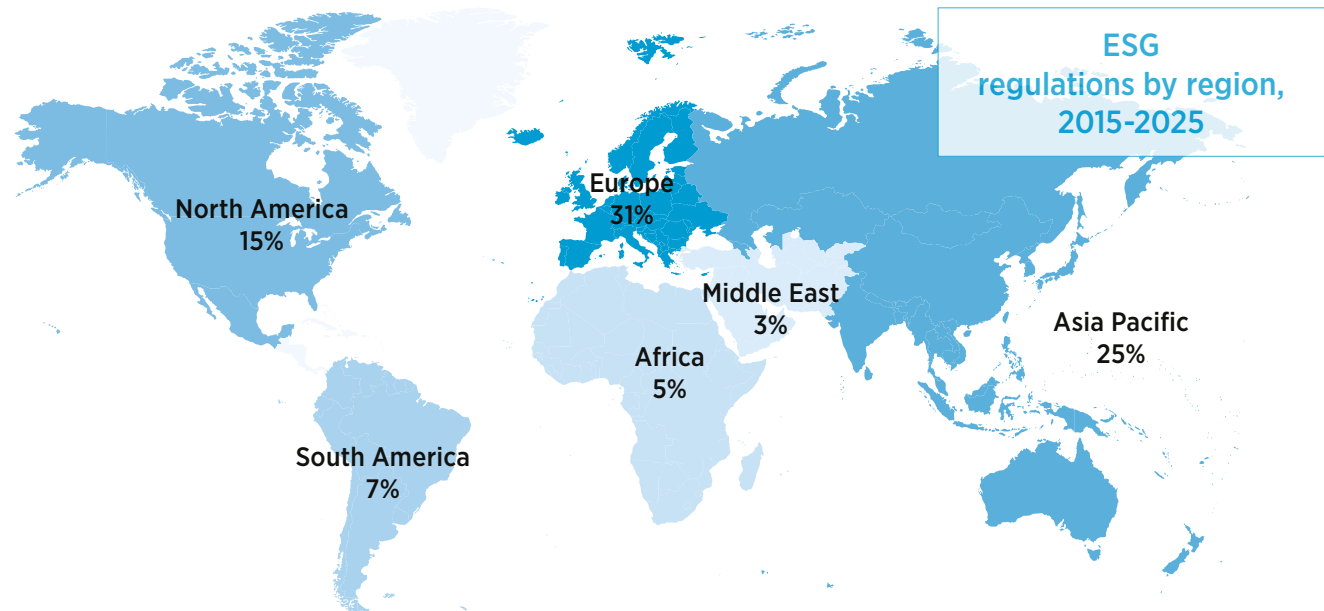 ESG
regulations by region,
2015-2025
North America
15%
Europe
31%
Middle East
3%
Asia Pacific
25%
Africa
5%
South America
7%